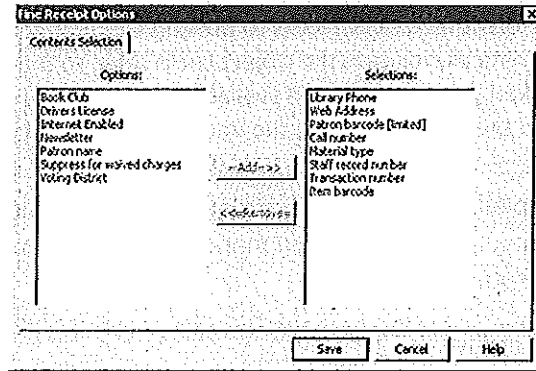 Fine Receipt Options
Contents Selection
Options:
Book Club
Drivers License
Internet Enabled
Newsletter
Patron name
Suppress for waived charges
Voting District
<-Add->>
<<-Remove->
Selections:
Library Phone
Web Address
Patron barcode [limited]
Call number
Material type
Staff record number
Transaction number
Item barcode
Save
Cancel
Help